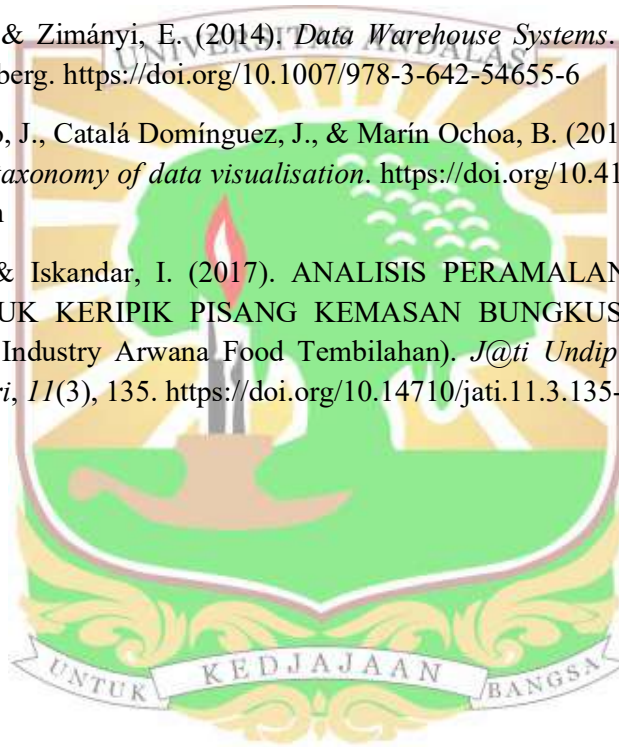 & Zimányi, E. (2014). Data Warehouse Systems.
UNIVERSITAS ANDALAS
berg. https://doi.org/10.1007/978-3-642-54655-6
, J., Catalá Domínguez, J., & Marín Ochoa, B. (201
taxonomy of data visualisation. https://doi.org/10.41
& Iskandar, I. (2017). ANALISIS PERAMALAN
UK KERIPIK PISANG KEMASAN BUNGKUS
Industry Arwana Food Tembilahan). J@ti Undip
ri, 11(3), 135. https://doi.org/10.14710/jati.11.3.135-
UNTUK KEDJAJAAN BANGSA